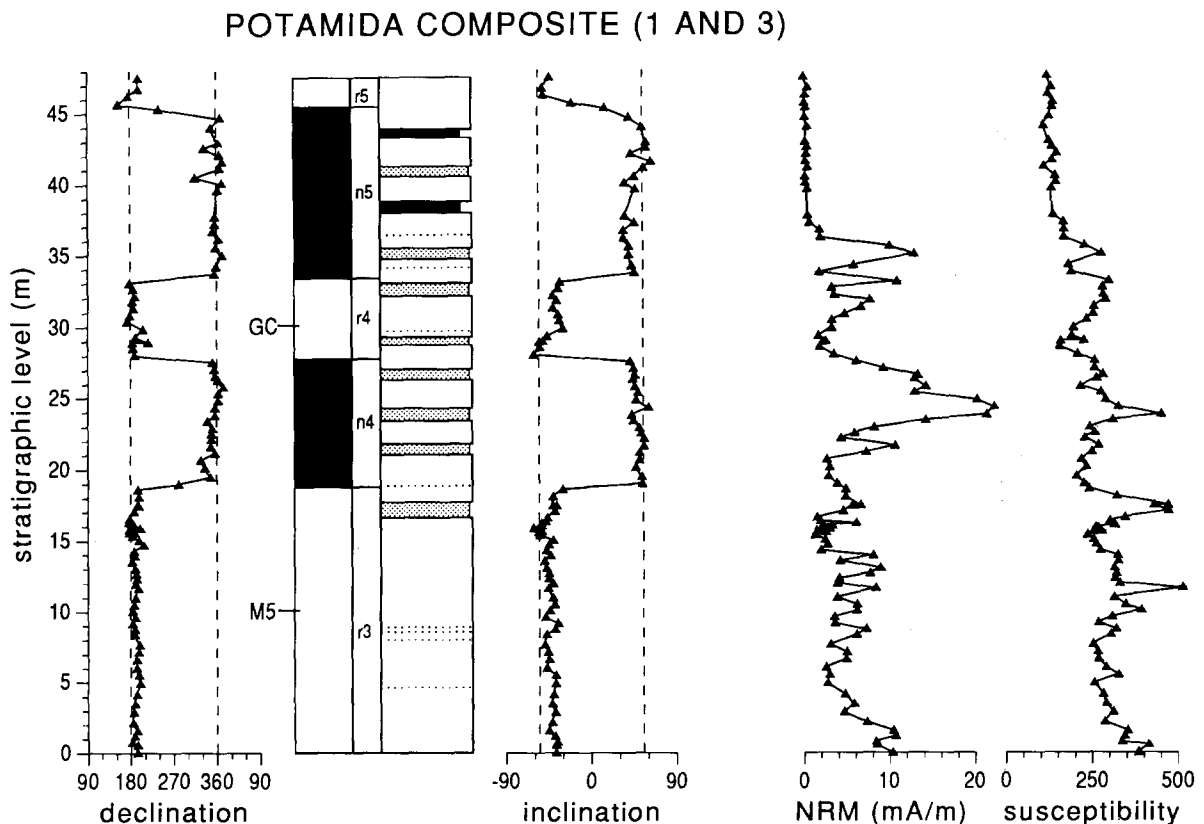 POTAMIDA COMPOSITE (1 AND 3)
stratigraphic level (m)
45
40
35
30
25
20
15
10
5
0
GC
M5
r5
n5
r4
n4
r3
90 180 270 360 90
declination
-90 0 90
inclination
0 10 20
NRM (mA/m)
0 250 500
susceptibility